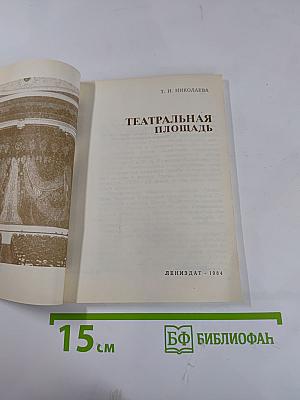 Т. И. НИКОЛАЕВА
ТЕАТРАЛЬНАЯ
ПЛОЩАДЬ
ЛЕНИЗДАТ · 1984
15 см
БФ БИБЛИОФАН